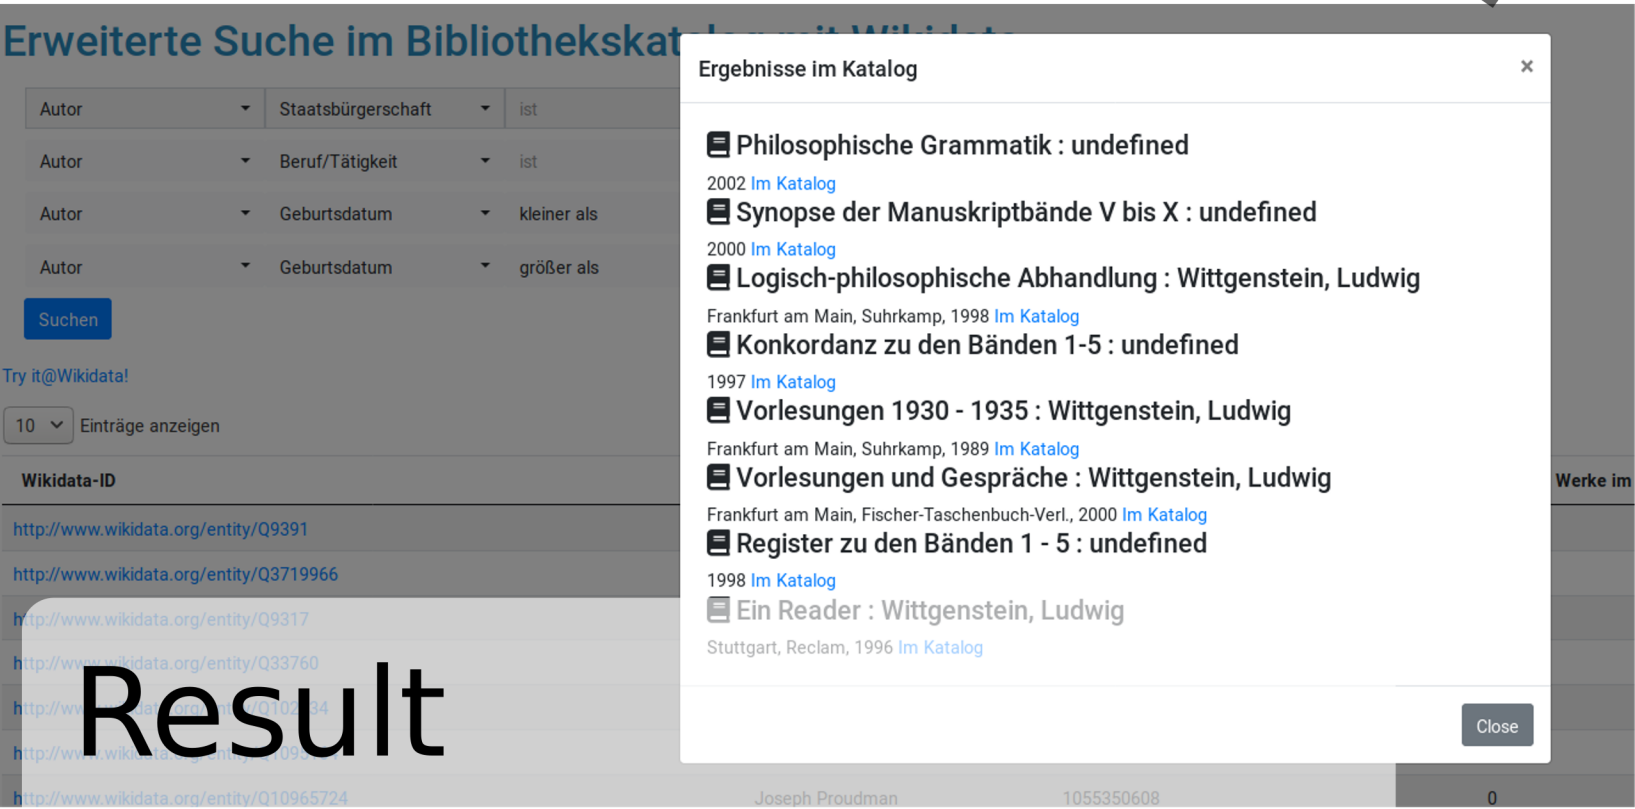 Erweiterte Suche im Bibliothekskatalog mit Wikidata
Autor Staatsbürgerschaft ist
Autor Beruf/Tätigkeit ist
Autor Geburtsdatum kleiner als
Autor Geburtsdatum größer als
Suchen
Try it@Wikidata!
10 Einträge anzeigen
Wikidata-ID
Werke im
http://www.wikidata.org/entity/Q9391
http://www.wikidata.org/entity/Q3719966
http://www.wikidata.org/entity/Q9317
http://www.wikidata.org/entity/Q33760
http://www.wikidata.org/entity/Q10965724 Joseph Proudman 1055350608 0
Ergebnisse im Katalog ×
Philosophische Grammatik : undefined
2002 Im Katalog
Synopse der Manuskriptbände V bis X : undefined
2000 Im Katalog
Logisch-philosophische Abhandlung : Wittgenstein, Ludwig
Frankfurt am Main, Suhrkamp, 1998 Im Katalog
Konkordanz zu den Bänden 1-5 : undefined
1997 Im Katalog
Vorlesungen 1930 - 1935 : Wittgenstein, Ludwig
Frankfurt am Main, Suhrkamp, 1989 Im Katalog
Vorlesungen und Gespräche : Wittgenstein, Ludwig
Frankfurt am Main, Fischer-Taschenbuch-Verl., 2000 Im Katalog
Register zu den Bänden 1 - 5 : undefined
1998 Im Katalog
Ein Reader : Wittgenstein, Ludwig
Stuttgart, Reclam, 1996 Im Katalog
Close
Result